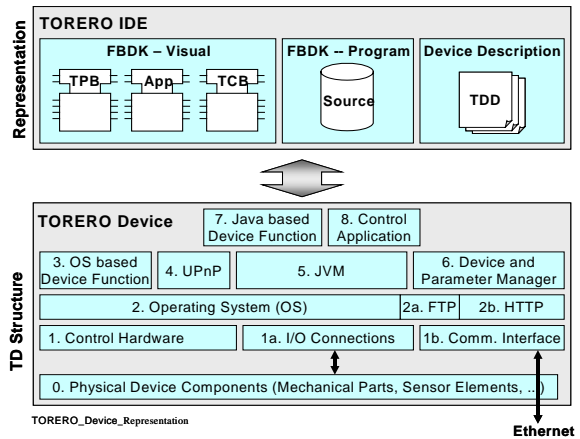 Representation
TORERO IDE
FBDK – Visual
TPB
App
TCB
FBDK -- Program
Source
Device Description
TDD
TD Structure
TORERO Device
7. Java based
Device Function
8. Control
Application
3. OS based
Device Function
4. UPnP
5. JVM
6. Device and
Parameter Manager
2. Operating System (OS)
2a. FTP
2b. HTTP
1. Control Hardware
1a. I/O Connections
1b. Comm. Interface
0. Physical Device Components (Mechanical Parts, Sensor Elements, ...)
TORERO_Device_Representation
Ethernet